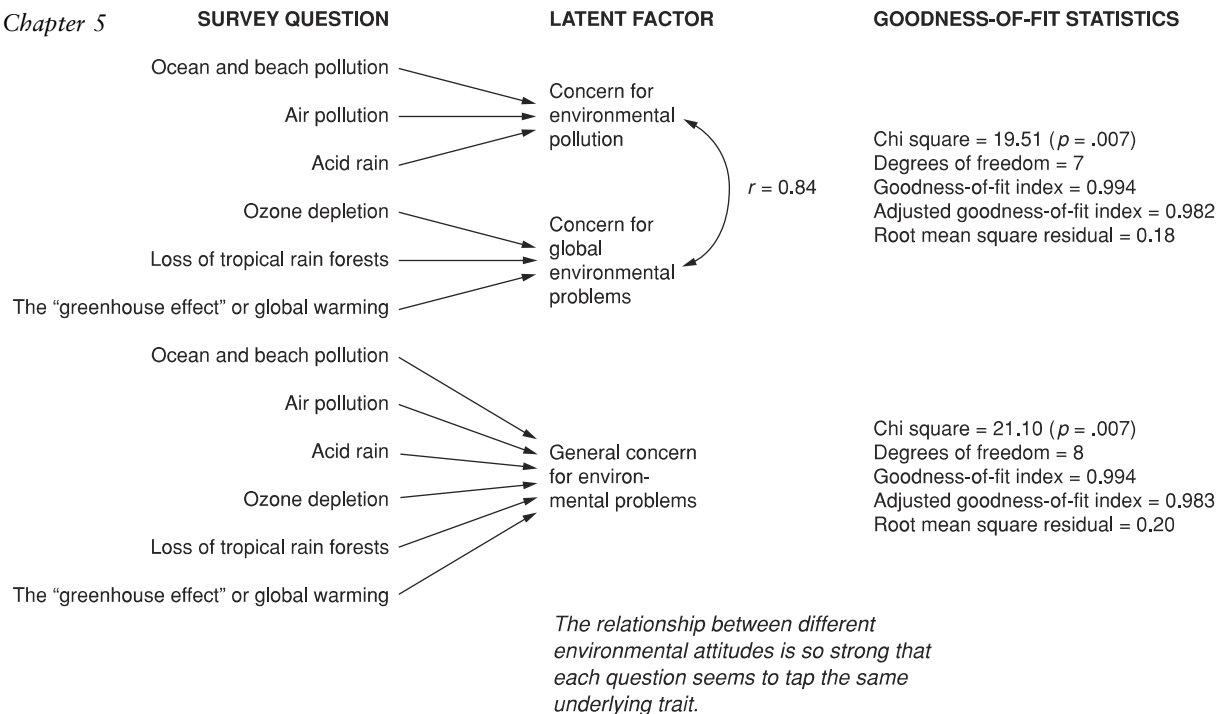 Chapter 5
SURVEY QUESTION
LATENT FACTOR
GOODNESS-OF-FIT STATISTICS
Ocean and beach pollution
Air pollution
Acid rain
Ozone depletion
Loss of tropical rain forests
The “greenhouse effect” or global warming
Concern for
environmental
pollution
Concern for
global
environmental
problems
r = 0.84
Chi square = 19.51 (p = .007)
Degrees of freedom = 7
Goodness-of-fit index = 0.994
Adjusted goodness-of-fit index = 0.982
Root mean square residual = 0.18
Ocean and beach pollution
Air pollution
Acid rain
Ozone depletion
Loss of tropical rain forests
The “greenhouse effect” or global warming
General concern
for environ-
mental problems
Chi square = 21.10 (p = .007)
Degrees of freedom = 8
Goodness-of-fit index = 0.994
Adjusted goodness-of-fit index = 0.983
Root mean square residual = 0.20
The relationship between different
environmental attitudes is so strong that
each question seems to tap the same
underlying trait.